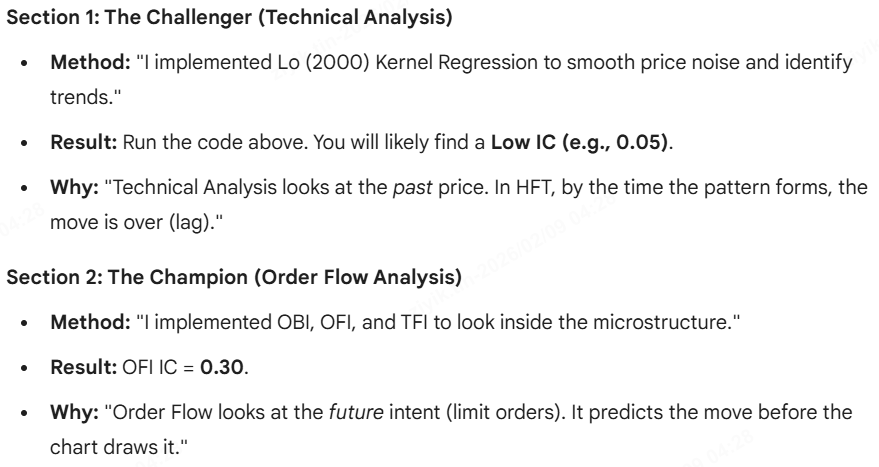 Section 1: The Challenger (Technical Analysis)
• Method: "I implemented Lo (2000) Kernel Regression to smooth price noise and identify
trends."
• Result: Run the code above. You will likely find a Low IC (e.g., 0.05).
• Why: "Technical Analysis looks at the past price. In HFT, by the time the pattern forms, the
move is over (lag)."
Section 2: The Champion (Order Flow Analysis)
• Method: "I implemented OBI, OFI, and TFI to look inside the microstructure."
• Result: OFI IC = 0.30.
• Why: "Order Flow looks at the future intent (limit orders). It predicts the move before the
chart draws it."